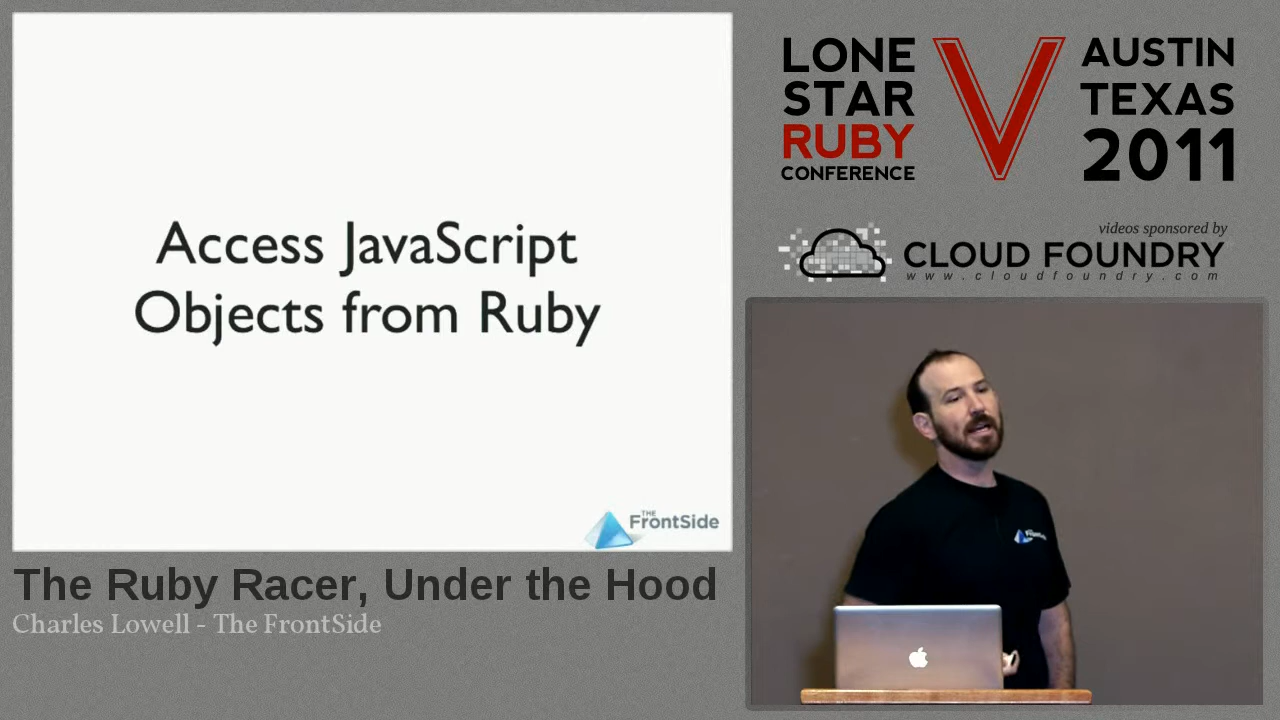 Access JavaScript
Objects from Ruby
THE
FrontSide
The Ruby Racer, Under the Hood
Charles Lowell - The FrontSide
LONE
STAR
RUBY
CONFERENCE
V
AUSTIN
TEXAS
2011
videos sponsored by
CLOUD FOUNDRY
www.cloudfoundry.com
FrontSide